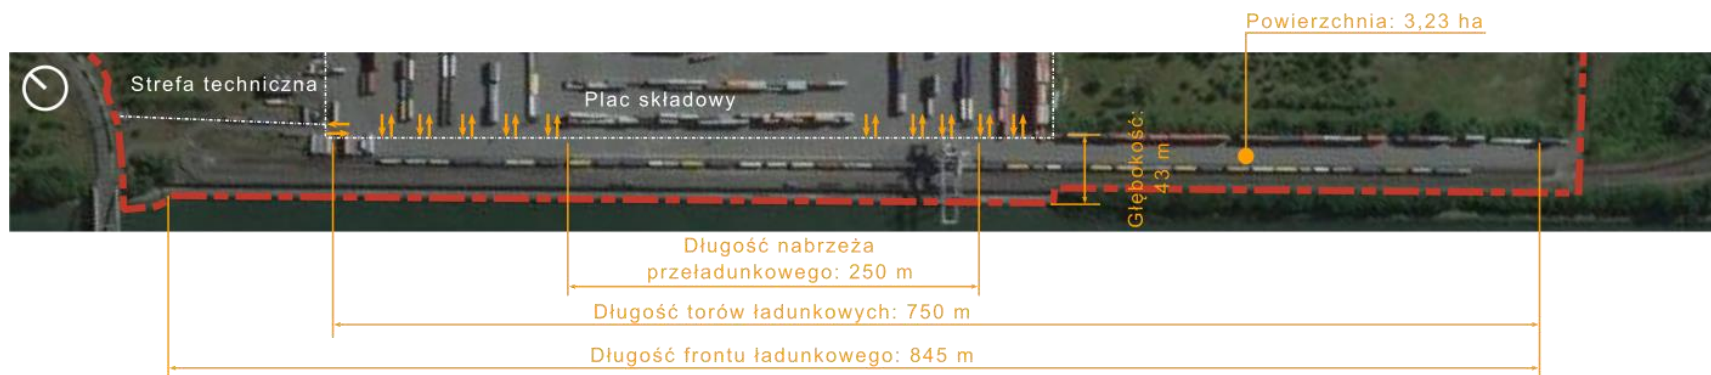 Powierzchnia: 3,23 ha
Strefa techniczna
Plac składowy
Głębokość:
43 m
Długość nabrzeża
przeładunkowego: 250 m
Długość torów ładunkowych: 750 m
Długość frontu ładunkowego: 845 m